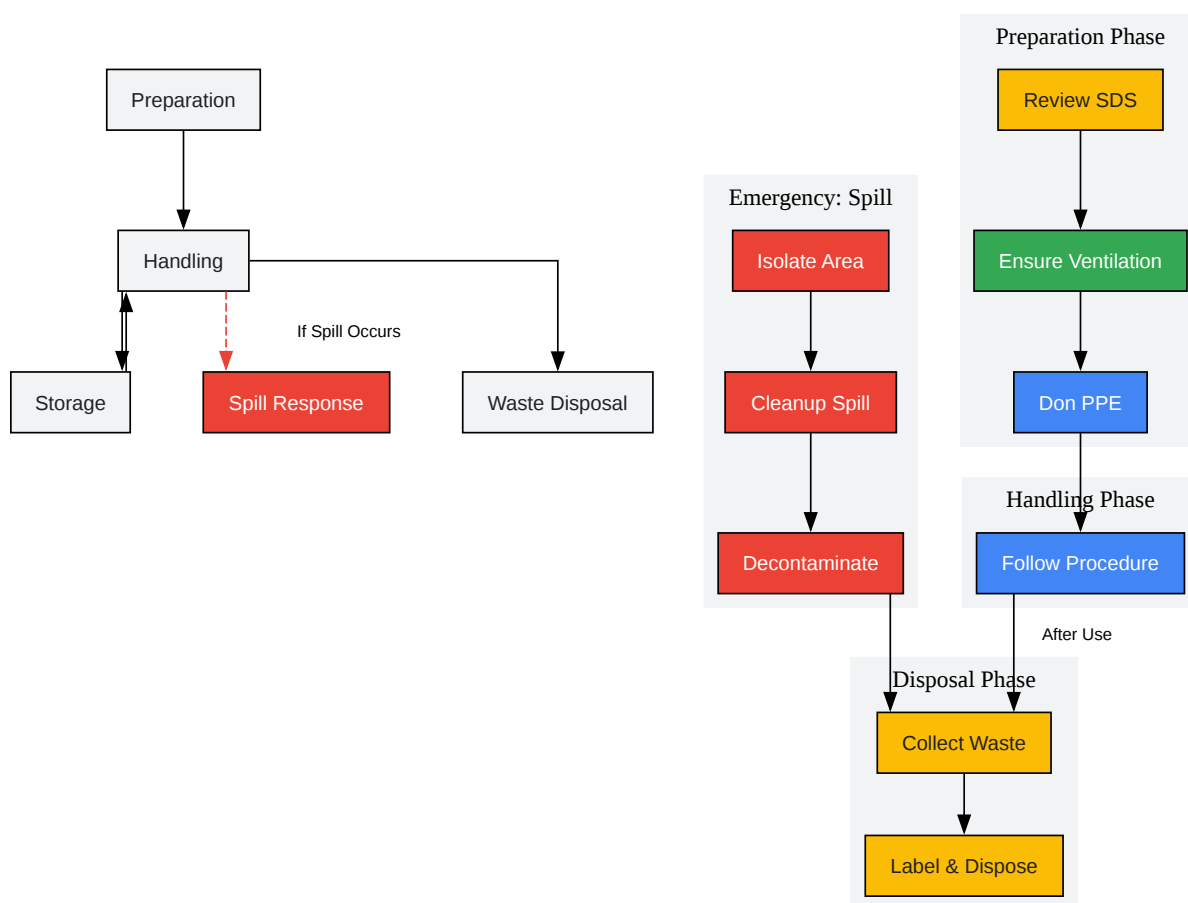 Preparation Phase
Preparation
Review SDS
Emergency: Spill
Handling
Isolate Area
Ensure Ventilation
If Spill Occurs
Storage
Spill Response
Waste Disposal
Cleanup Spill
Don PPE
Handling Phase
Decontaminate
Follow Procedure
After Use
Disposal Phase
Collect Waste
Label & Dispose